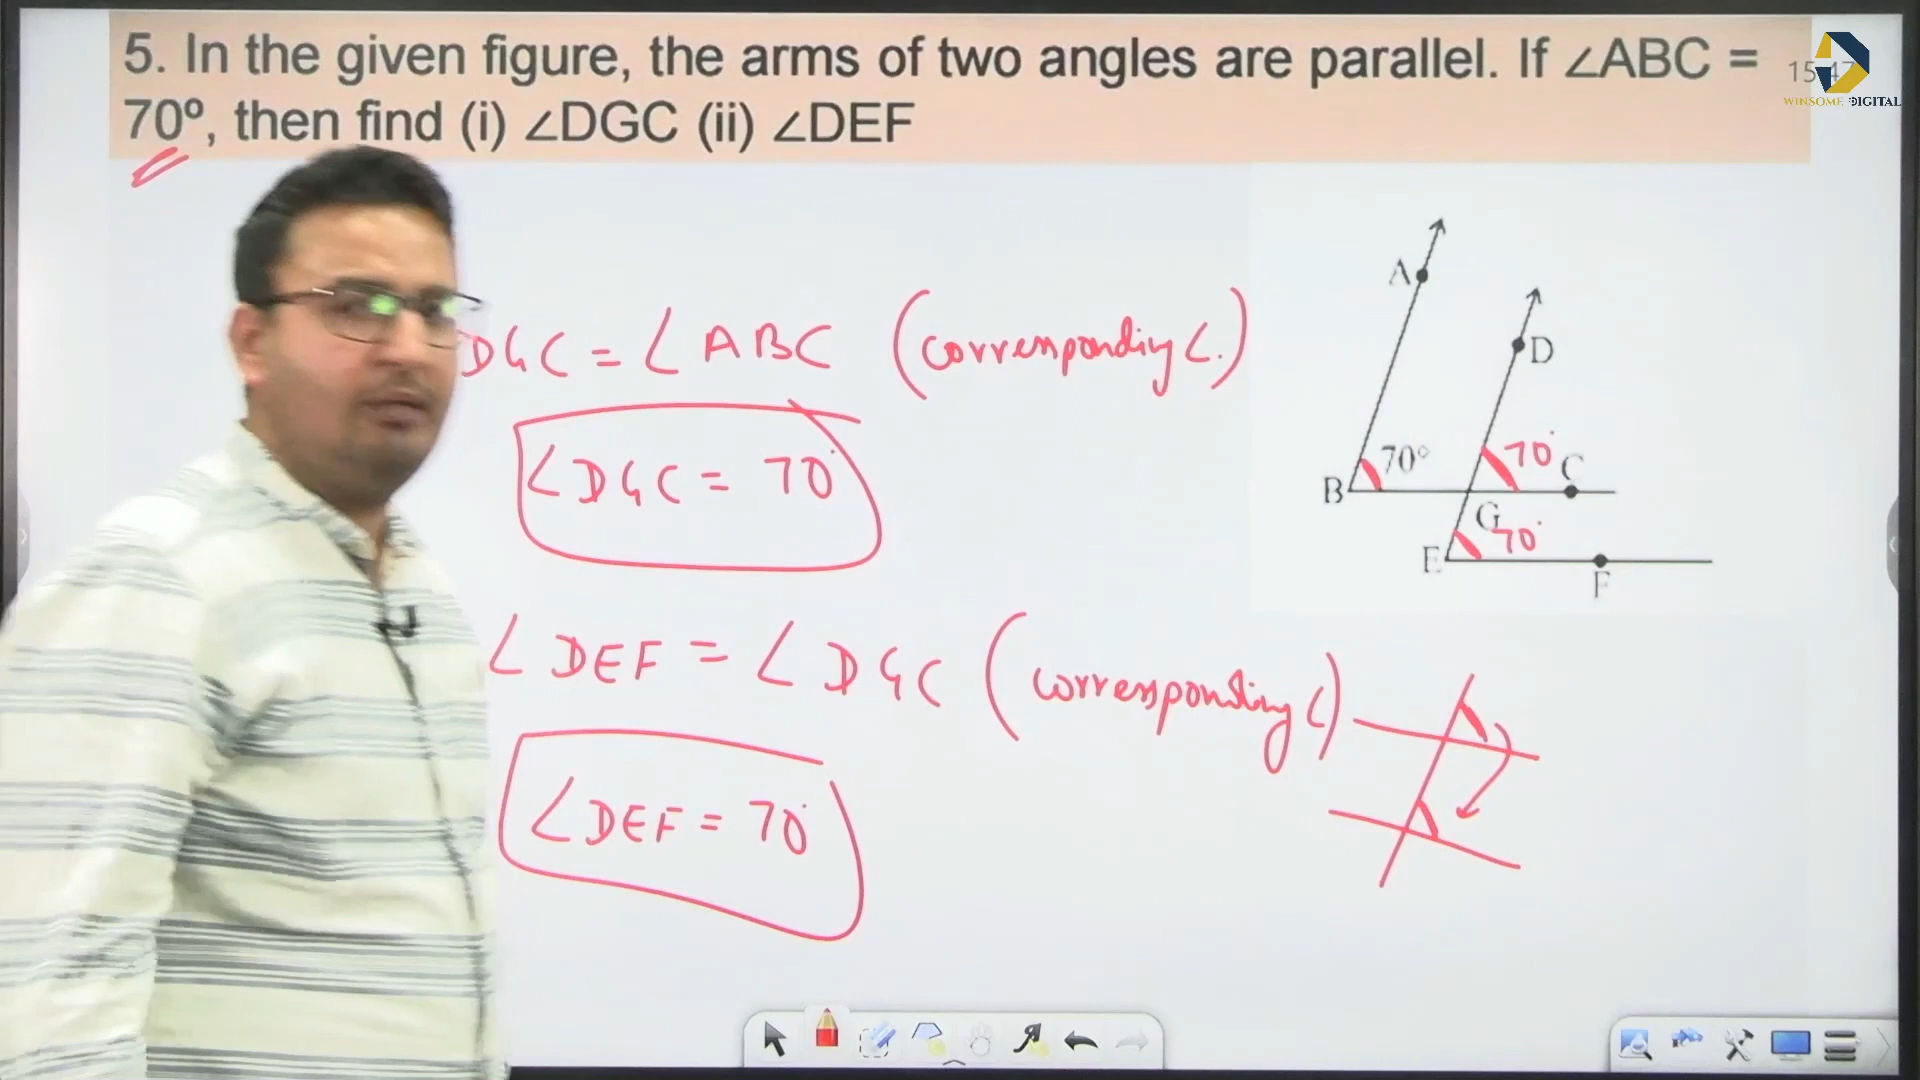 5. In the given figure, the arms of two angles are parallel. If ∠ABC =
70º, then find (i) ∠DGC (ii) ∠DEF
WINSOME DIGITAL
DGC = ∠ABC (corresponding ∠.)
∠DGC = 70°
∠DEF = ∠DGC (corresponding ∠)
∠DEF = 70°
A
D
B
70°
70°
C
G
70°
E
F